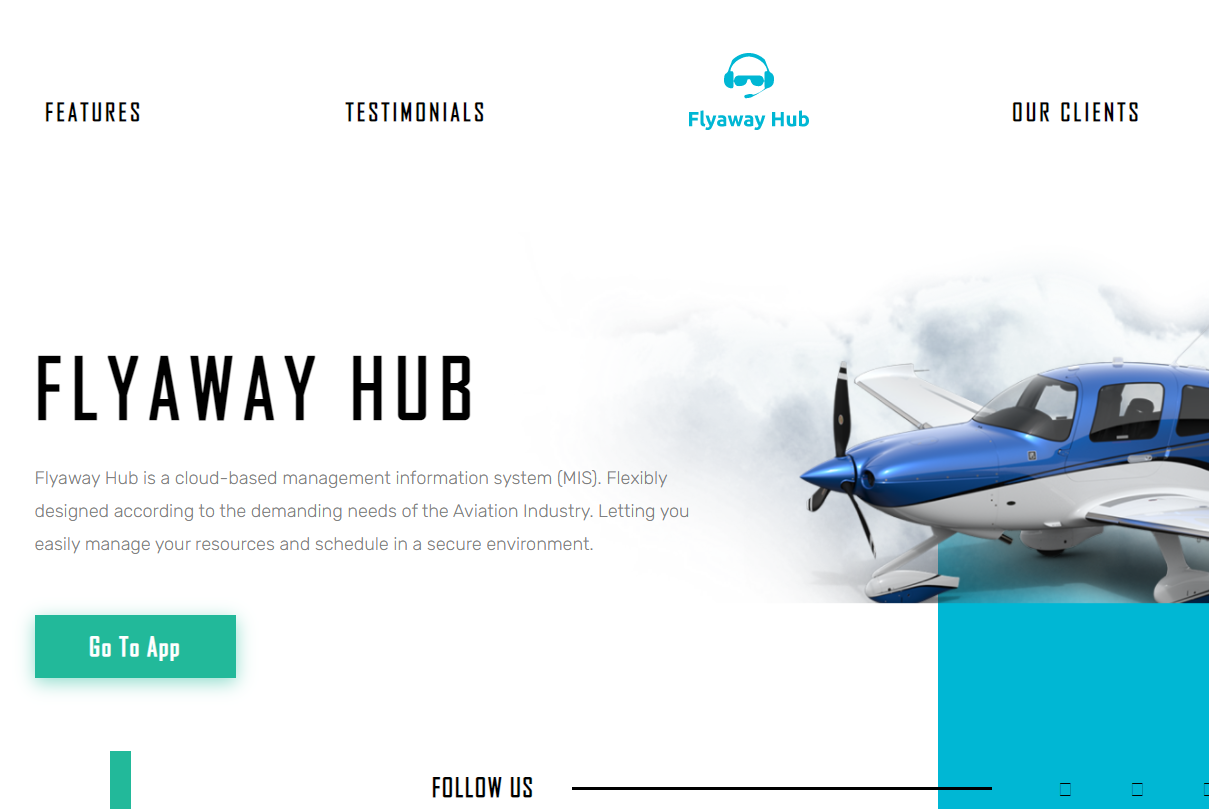 FEATURES
TESTIMONIALS
Flyaway Hub
OUR CLIENTS
FLYAWAY HUB
Flyaway Hub is a cloud-based management information system (MIS). Flexibly
designed according to the demanding needs of the Aviation Industry. Letting you
easily manage your resources and schedule in a secure environment.
Go To App
FOLLOW US